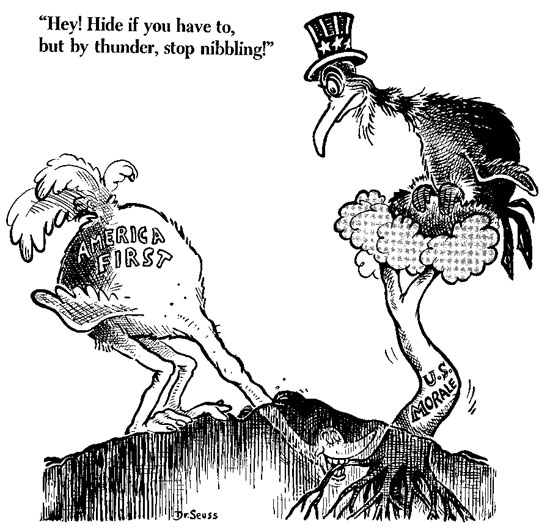 “Hey! Hide if you have to,
but by thunder, stop nibbling!”
AMERICA
FIRST
U.S.
MORALE
Dr. Seuss